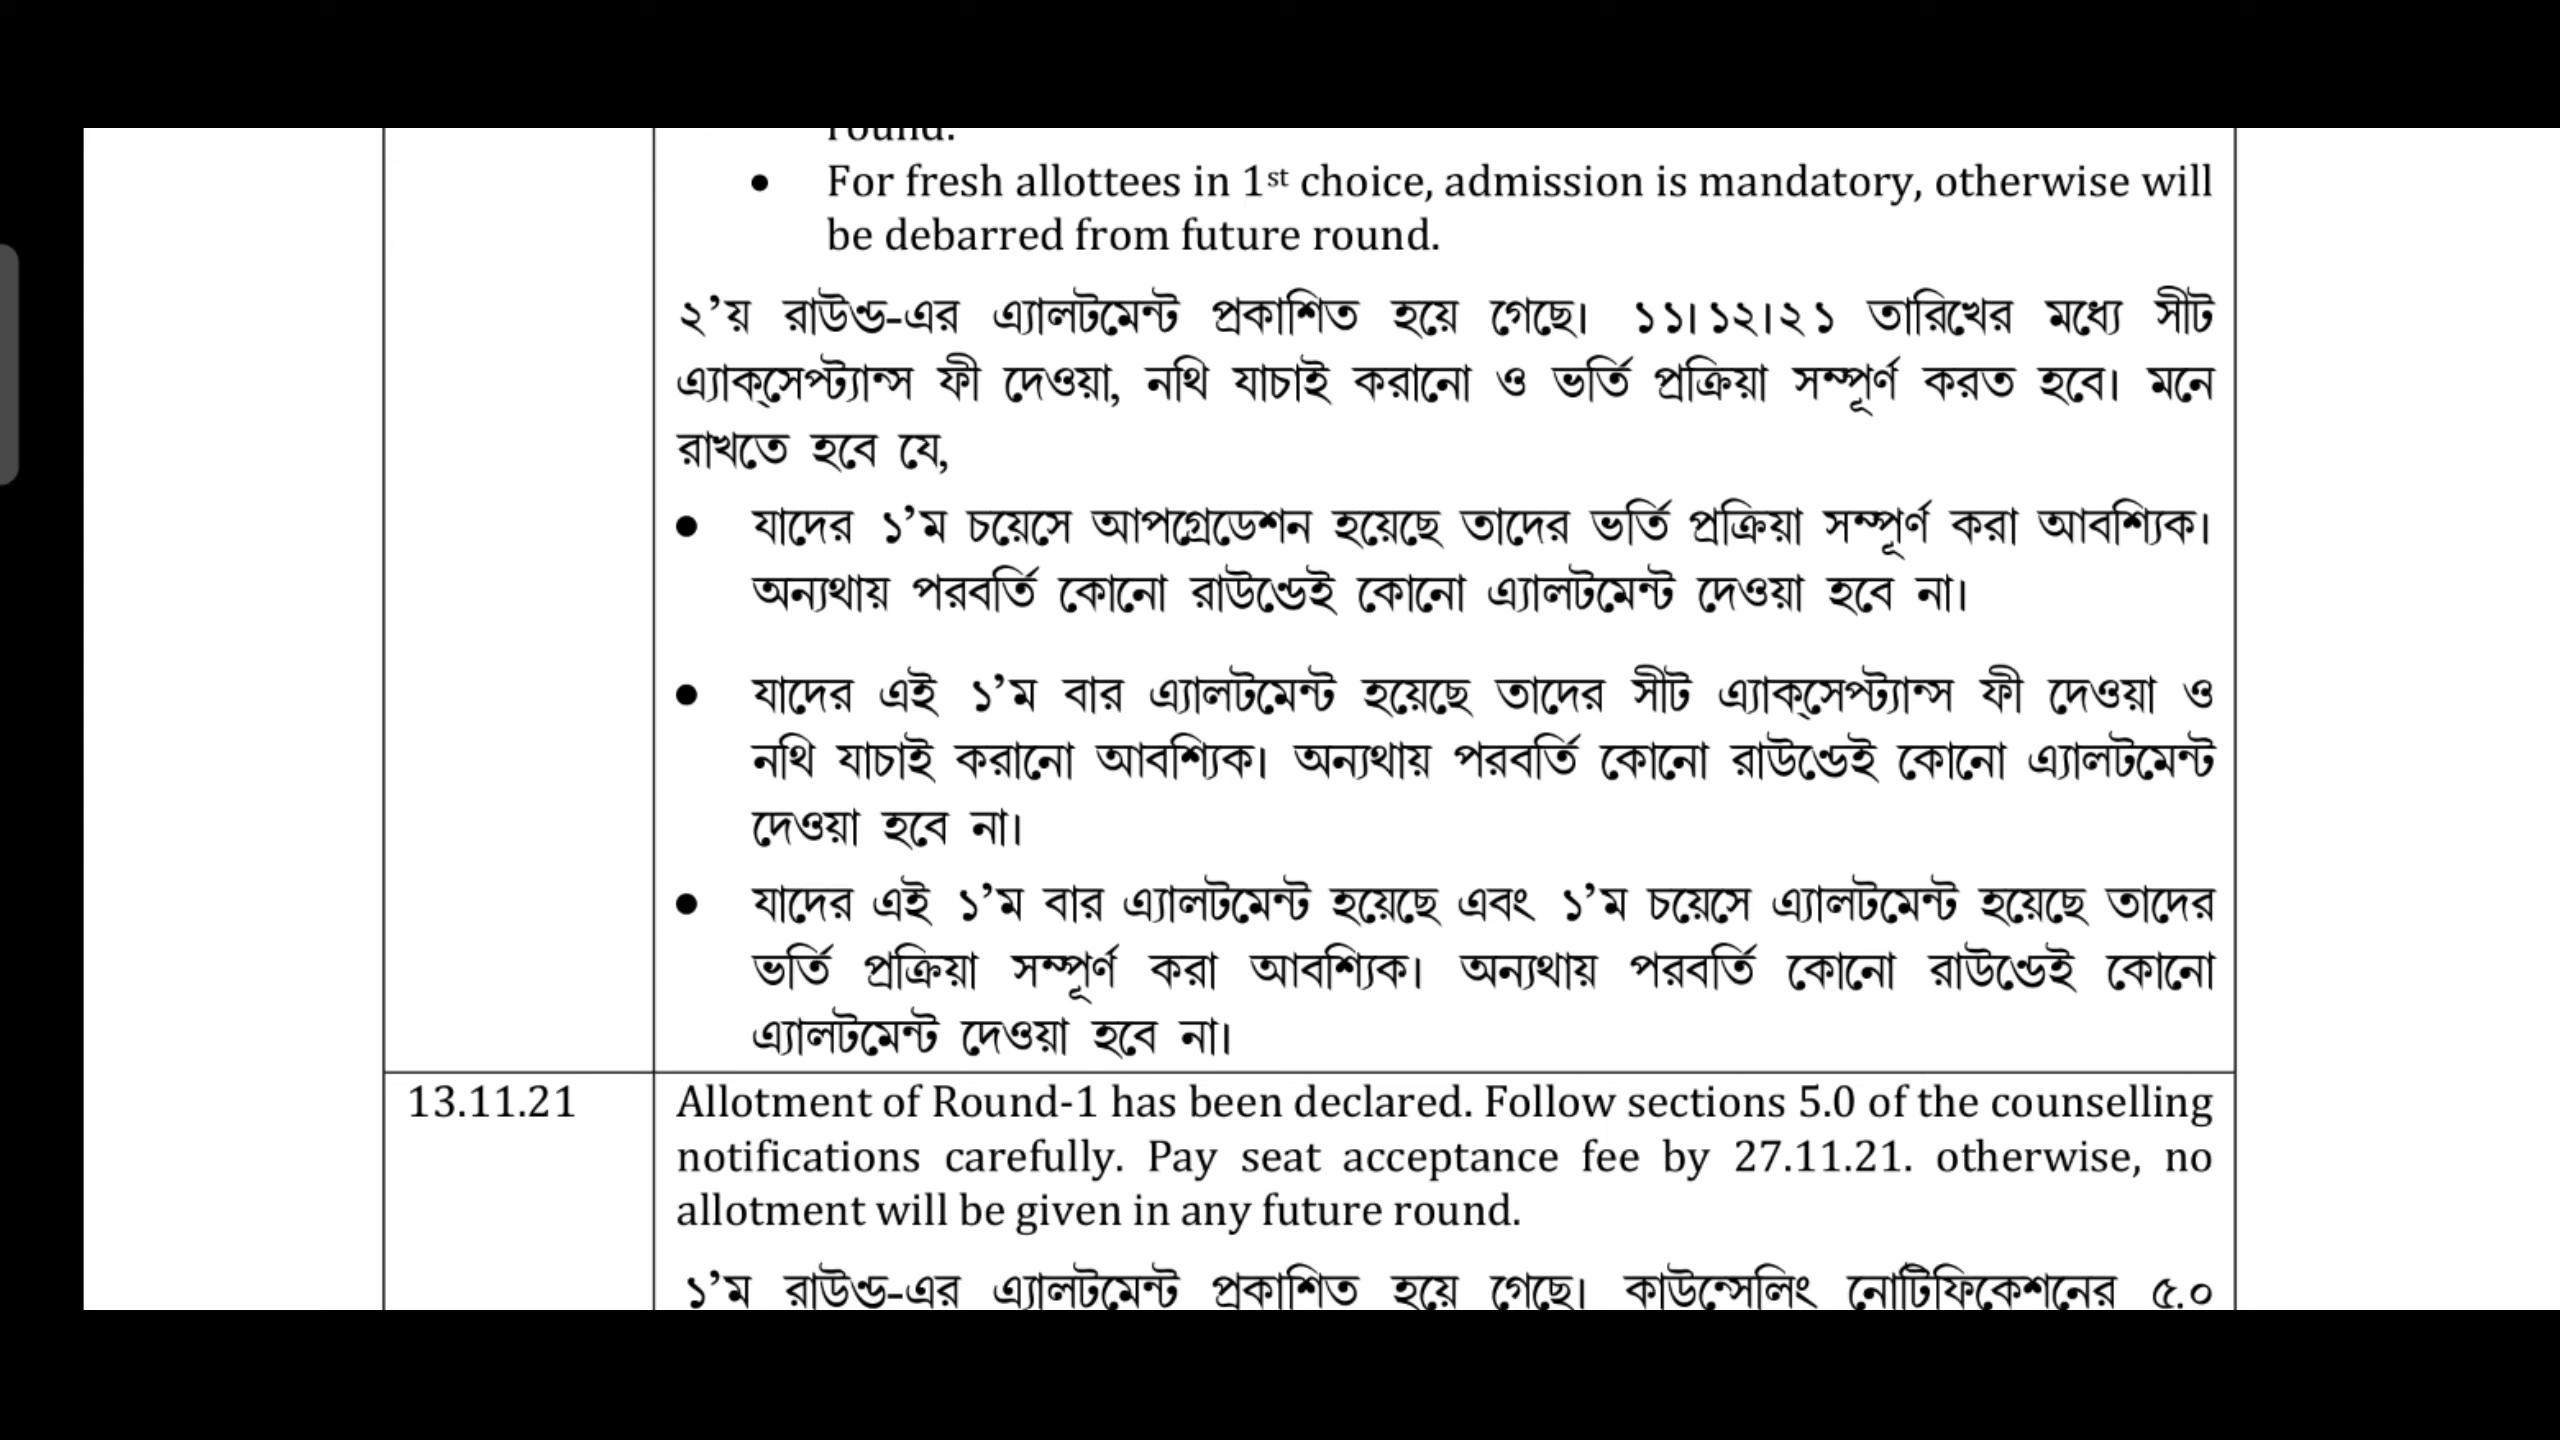 round.
• For fresh allottees in 1st choice, admission is mandatory, otherwise will
be debarred from future round.
২’য় রাউন্ড-এর এ্যালটমেন্ট প্রকাশিত হয়ে গেছে। ১১।১২।২১ তারিখের মধ্যে সীট
এ্যাক্‌সেপ্ট্যান্স ফী দেওয়া, নথি যাচাই করানো ও ভর্তি প্রক্রিয়া সম্পূর্ণ করত হবে। মনে
রাখতে হবে যে,
• যাদের ১’ম চয়েসে আপগ্রেডেশন হয়েছে তাদের ভর্তি প্রক্রিয়া সম্পূর্ণ করা আবশ্যিক।
অন্যথায় পরবর্তি কোনো রাউণ্ডেই কোনো এ্যালটমেন্ট দেওয়া হবে না।
• যাদের এই ১’ম বার এ্যালটমেন্ট হয়েছে তাদের সীট এ্যাক্‌সেপ্ট্যান্স ফী দেওয়া ও
নথি যাচাই করানো আবশ্যিক। অন্যথায় পরবর্তি কোনো রাউণ্ডেই কোনো এ্যালটমেন্ট
দেওয়া হবে না।
• যাদের এই ১’ম বার এ্যালটমেন্ট হয়েছে এবং ১’ম চয়েসে এ্যালটমেন্ট হয়েছে তাদের
ভর্তি প্রক্রিয়া সম্পূর্ণ করা আবশ্যিক। অন্যথায় পরবর্তি কোনো রাউণ্ডেই কোনো
এ্যালটমেন্ট দেওয়া হবে না।
13.11.21 Allotment of Round-1 has been declared. Follow sections 5.0 of the counselling
notifications carefully. Pay seat acceptance fee by 27.11.21. otherwise, no
allotment will be given in any future round.
১’ম রাউন্ড-এর এ্যালটমেন্ট প্রকাশিত হয়ে গেছে। কাউন্সেলিং নোটিফিকেশনের ৫.০